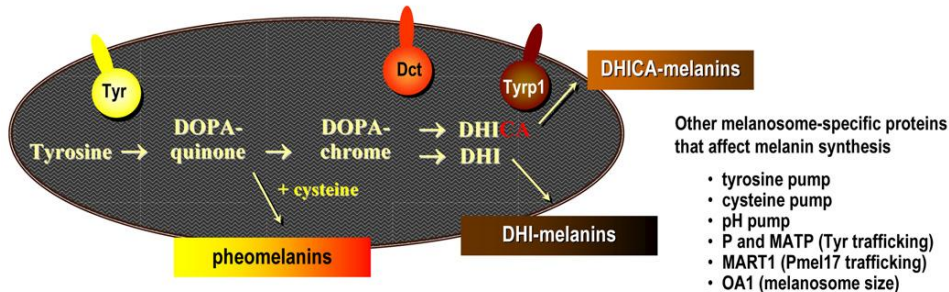 Tyr
Dct
Tyrp1
DHICA-melanins
DOPA-
quinone
DOPA-
chrome
Tyrosine → → → DHICA
→ DHI
+ cysteine
pheomelanins
DHI-melanins
Other melanosome-specific proteins
that affect melanin synthesis
• tyrosine pump
• cysteine pump
• pH pump
• P and MATP (Tyr trafficking)
• MART1 (Pmel17 trafficking)
• OA1 (melanosome size)